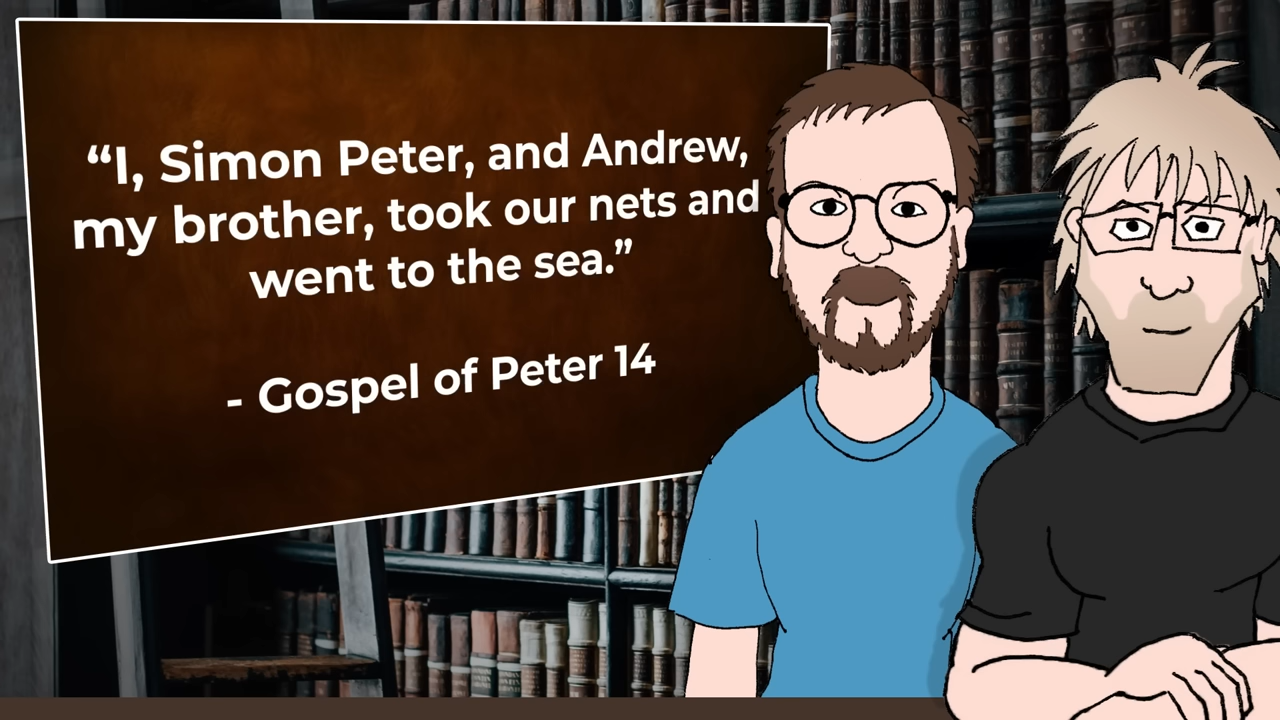 “I, Simon Peter, and Andrew,
my brother, took our nets and
went to the sea.”
- Gospel of Peter 14